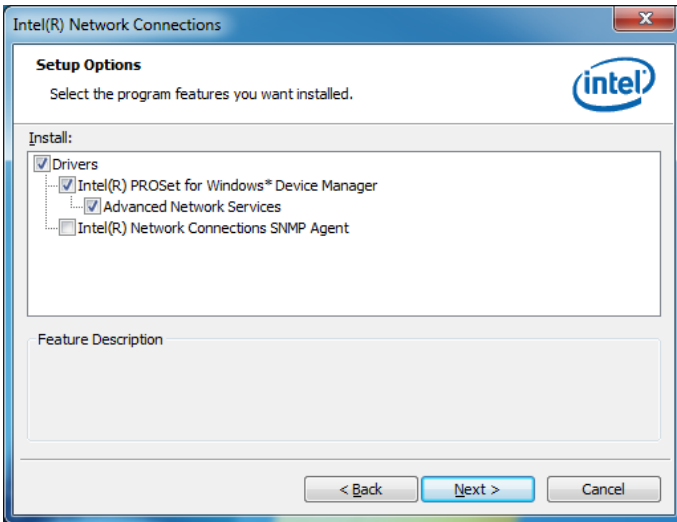 Intel(R) Network Connections
Setup Options
Select the program features you want installed.
intel
Install:
Drivers
Intel(R) PROSet for Windows* Device Manager
Advanced Network Services
Intel(R) Network Connections SNMP Agent
Feature Description
< Back Next > Cancel